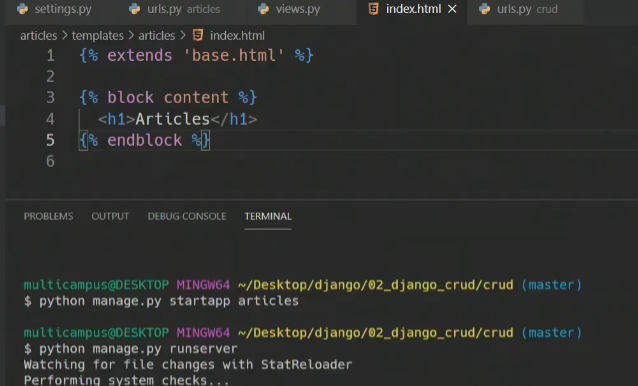 settings.py urls.py articles views.py index.html urls.py crud
articles > templates > articles > index.html
1 {% extends 'base.html' %}
2
3 {% block content %}
4 <h1>Articles</h1>
5 {% endblock %}
6
PROBLEMS OUTPUT DEBUG CONSOLE TERMINAL
multicampus@DESKTOP MINGW64 ~/Desktop/django/02_django_crud/crud (master)
$ python manage.py startapp articles
multicampus@DESKTOP MINGW64 ~/Desktop/django/02_django_crud/crud (master)
$ python manage.py runserver
Watching for file changes with StatReloader
Performing system checks...